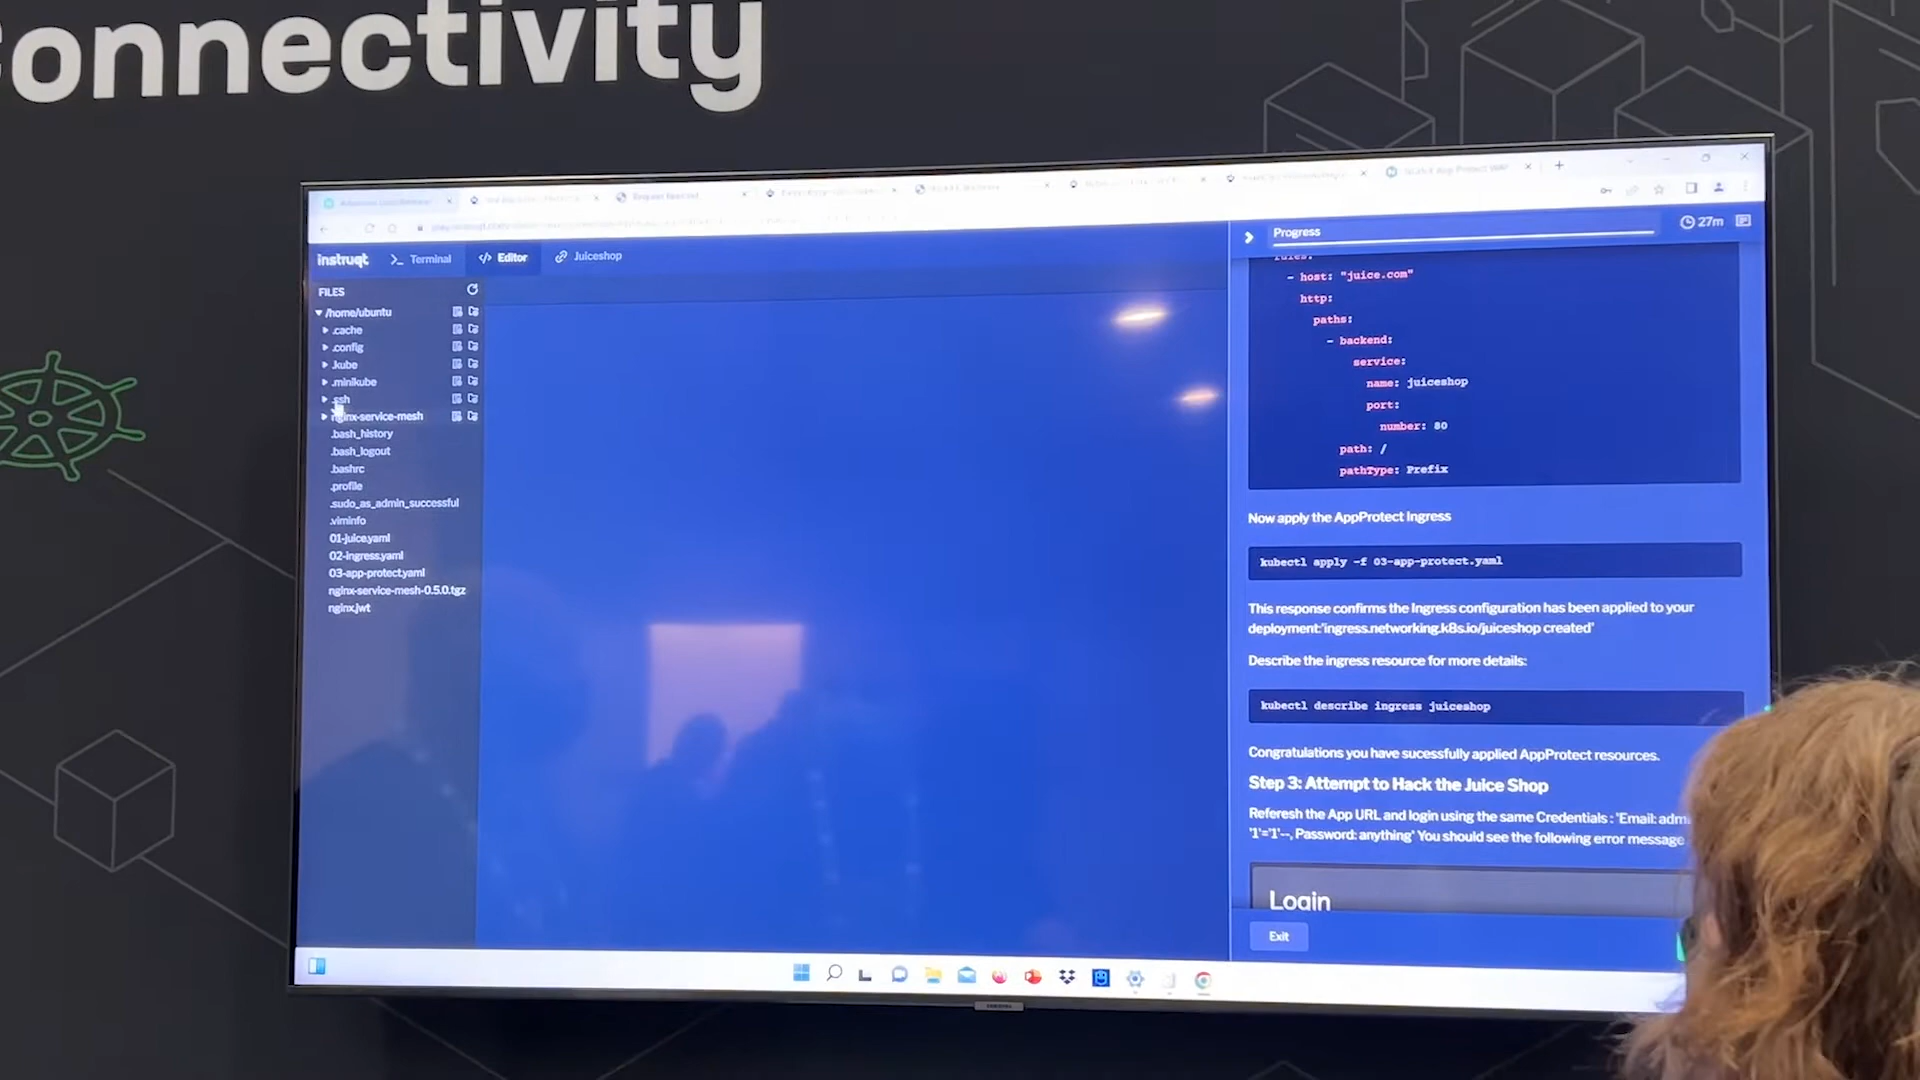 Connectivity
27m
instruqt
>_ Terminal
</> Editor
Juiceshop
Progress
FILES
/home/ubuntu
.cache
.config
.kube
.minikube
.ssh
nginx-service-mesh
.bash_history
.bash_logout
.bashrc
.profile
.sudo_as_admin_successful
.viminfo
01-juice.yaml
02-ingress.yaml
03-app-protect.yaml
nginx-service-mesh-0.5.0.tgz
nginx.jwt
rules:
- host: "juice.com"
http:
paths:
- backend:
service:
name: juiceshop
port:
number: 80
path: /
pathType: Prefix
Now apply the AppProtect Ingress
kubectl apply -f 03-app-protect.yaml
This response confirms the Ingress configuration has been applied to your
deployment:'ingress.networking.k8s.io/juiceshop created'
Describe the ingress resource for more details:
kubectl describe ingress juiceshop
Congratulations you have sucessfully applied AppProtect resources.
Step 3: Attempt to Hack the Juice Shop
Referesh the App URL and login using the same Credentials : 'Email: adm
'1'='1'--, Password: anything' You should see the following error message
Login
Exit
SAMSUNG